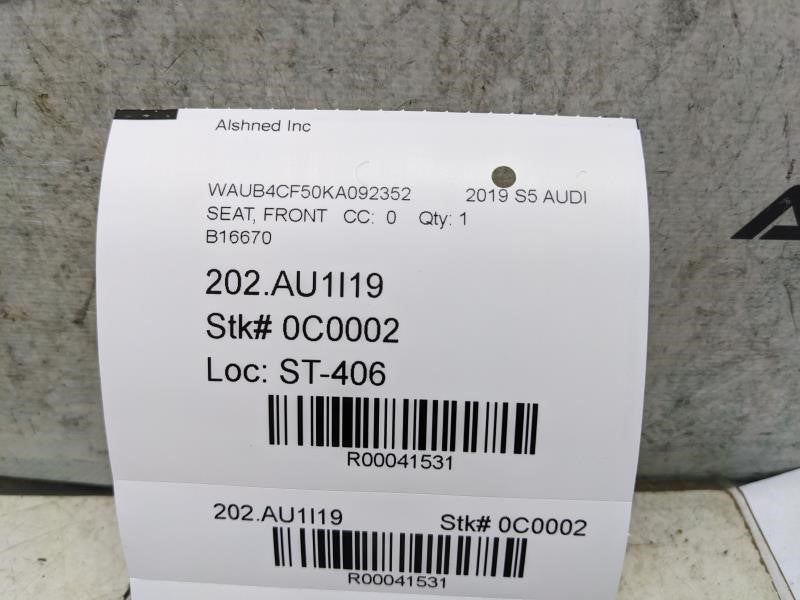 Alshned Inc
WAUB4CF50KA092352 2019 S5 AUDI
SEAT, FRONT CC: 0 Qty: 1
B16670
202.AU1I19
Stk# 0C0002
Loc: ST-406
R00041531
202.AU1I19 Stk# 0C0002
R00041531